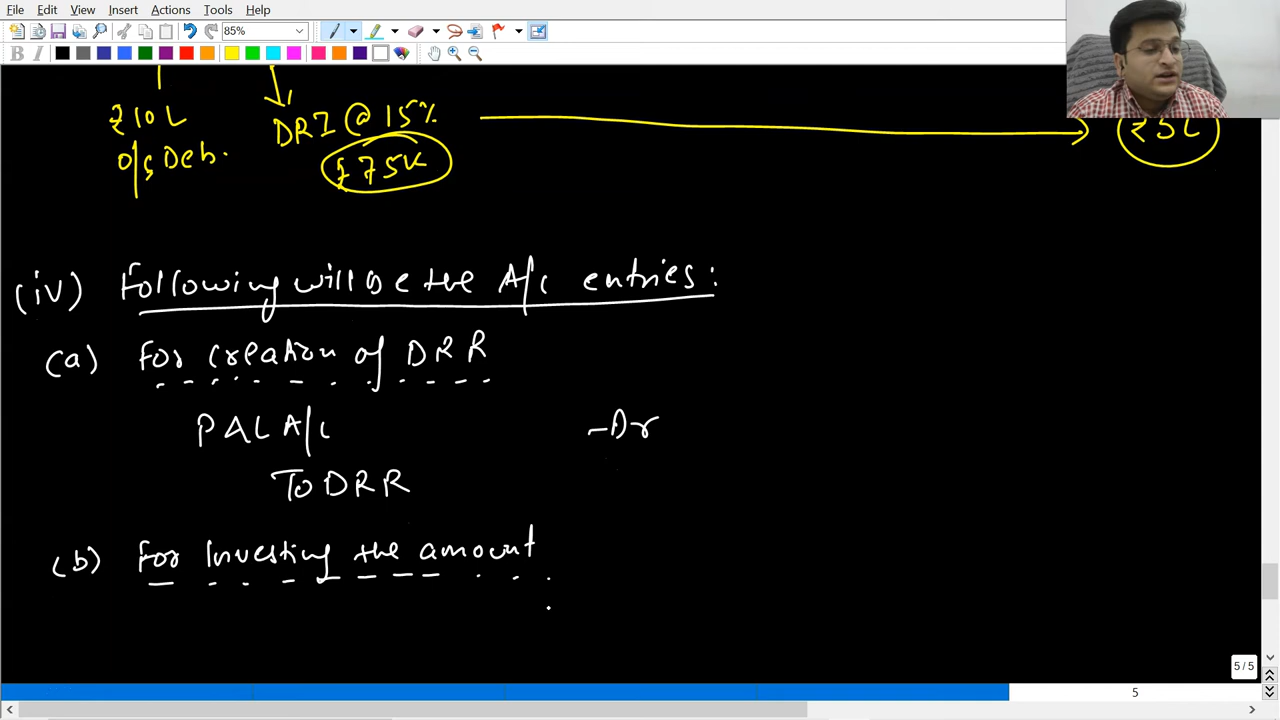 File Edit View Insert Actions Tools Help
85%
B I U
₹10L
O/s Deb.
DRI @ 15%
₹75K
₹5L
(iv) Following will be the A/c entries:
(a) For creation of DRR
P&L A/c -Dr
To DRR
(b) For Investing the amount
5/5
5